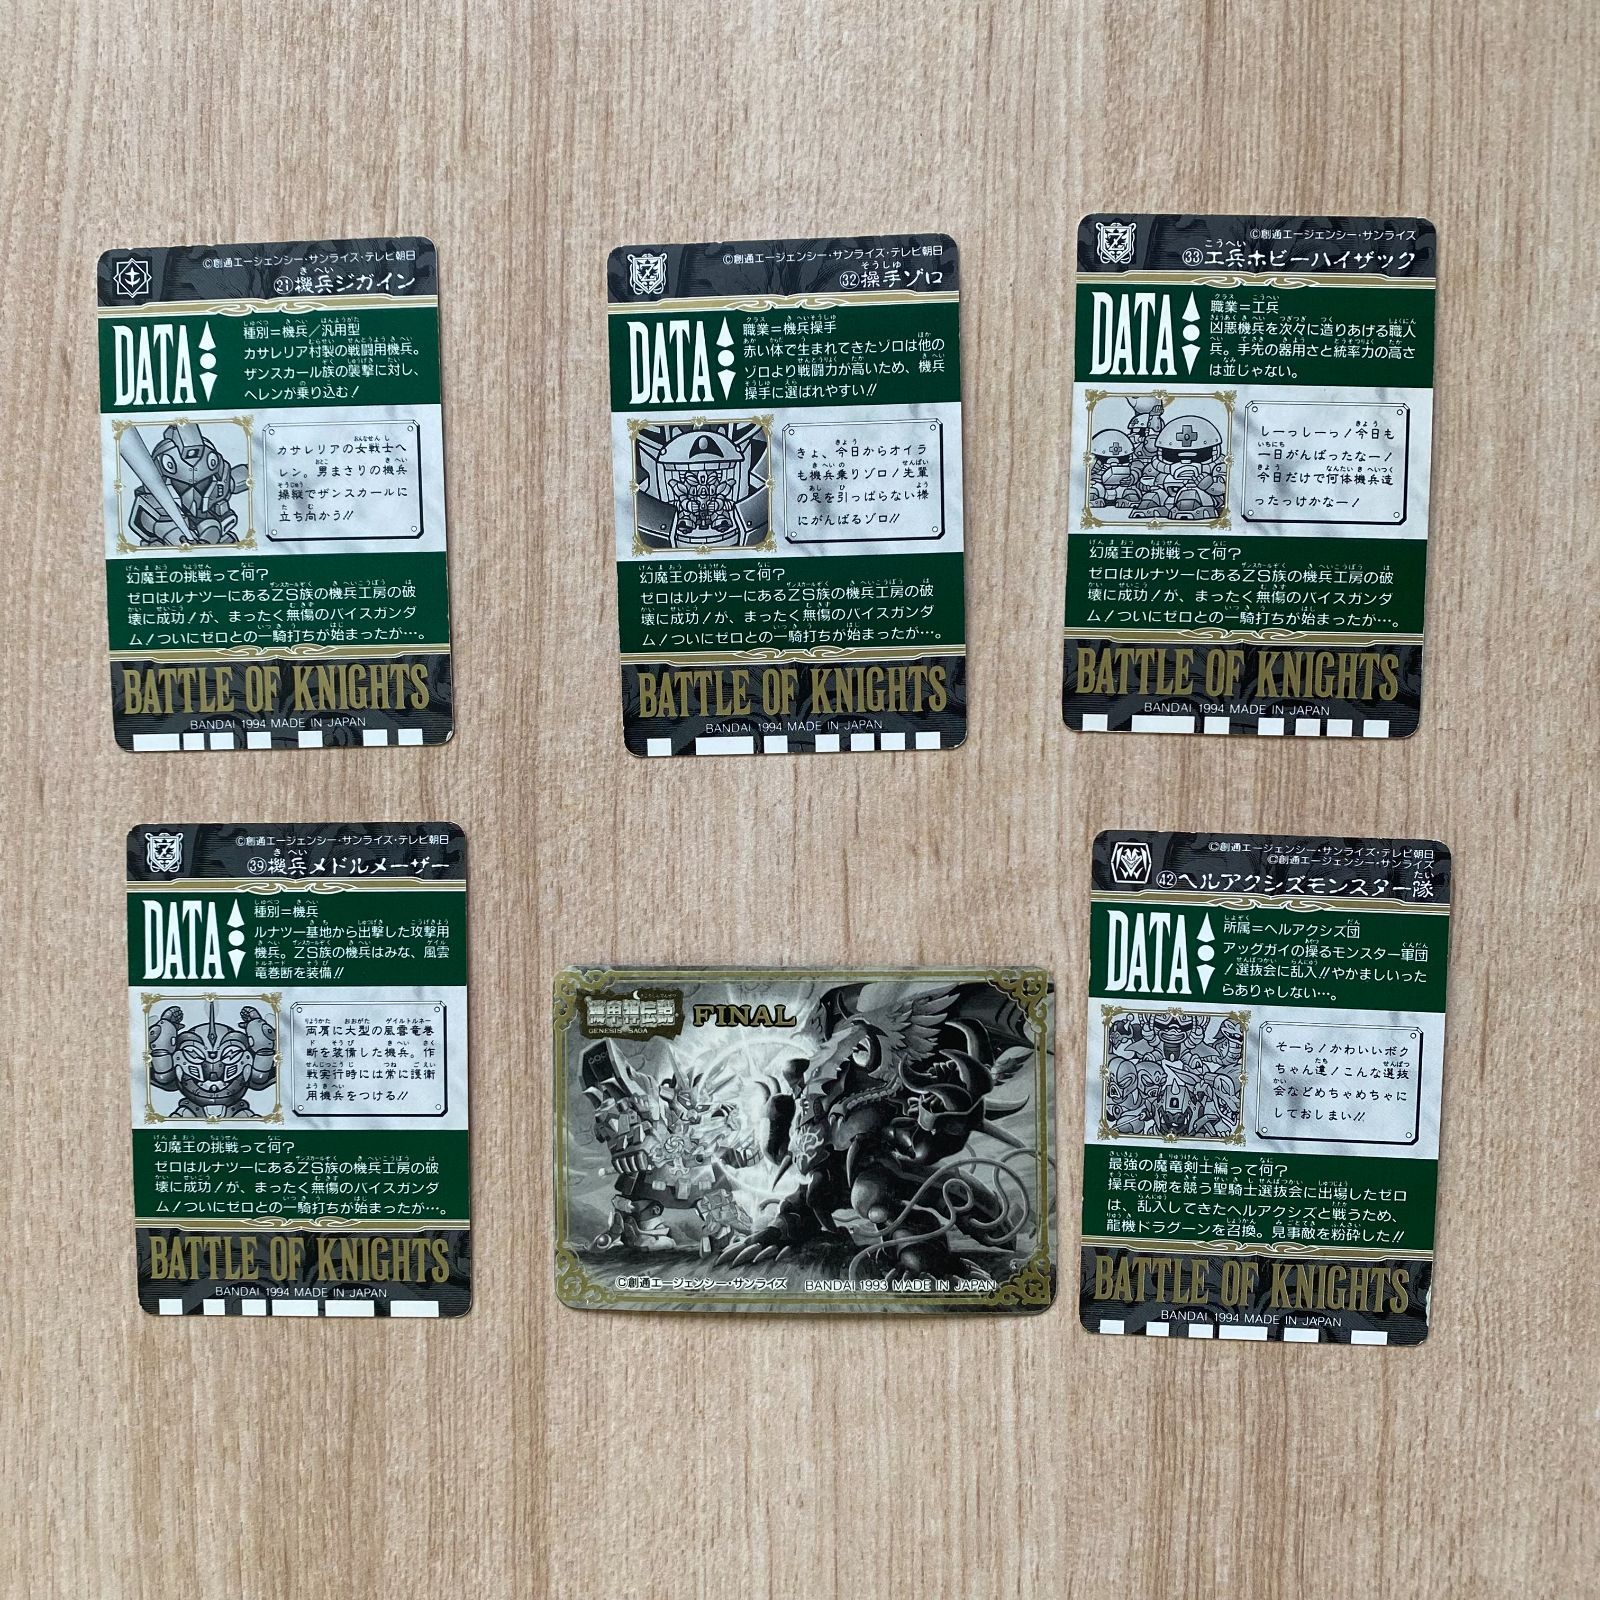 ©創通エージェンシー・サンライズ・テレビ朝日
㉑機兵ジガイン
DATA
種別=機兵/汎用型
カサレリア村製の戦闘用機兵。
ザンスカール族の襲撃に対し、
ヘレンが乗り込む!
カサレリアの女戦士ヘ
レン。男まさりの機兵
操縦でザンスカールに
立ち向かう!!
幻魔王の挑戦って何?
ゼロはルナツーにあるZS族の機兵工房の破
壊に成功!が、まったく無傷のバイスガンダ
ム!ついにゼロとの一騎打ちが始まったが…。
BATTLE OF KNIGHTS
BANDAI 1994 MADE IN JAPAN
©創通エージェンシー・サンライズ・テレビ朝日
㉜操手ゾロ
DATA
職業=機兵操手
赤い体で生まれてきたゾロは他の
ゾロより戦闘力が高いため、機兵
操手に選ばれやすい!!
きょ、今日からオイラ
も機兵乗りゾロ!先輩
の足を引っぱらない様
にがんばるゾロ!!
幻魔王の挑戦って何?
ゼロはルナツーにあるZS族の機兵工房の破
壊に成功!が、まったく無傷のバイスガンダ
ム!ついにゼロとの一騎打ちが始まったが…。
BATTLE OF KNIGHTS
BANDAI 1994 MADE IN JAPAN
©創通エージェンシー・サンライズ
㉝工兵ホビーハイザック
DATA
職業=工兵
凶悪機兵を次々に造りあげる職人
兵。手先の器用さと統率力の高さ
は並じゃない。
しーっしーっ!今日も
一日がんばったなー!
今日だけで何体機兵造
ったっけかなー!
幻魔王の挑戦って何?
ゼロはルナツーにあるZS族の機兵工房の破
壊に成功!が、まったく無傷のバイスガンダ
ム!ついにゼロとの一騎打ちが始まったが…。
BATTLE OF KNIGHTS
BANDAI 1994 MADE IN JAPAN
©創通エージェンシー・サンライズ・テレビ朝日
㊴機兵メドルメーザー
DATA
種別=機兵
ルナツー基地から出撃した攻撃用
機兵。ZS族の機兵はみな、風雲
竜巻断を装備!!
両肩に大型の風雲竜巻
断を装備した機兵。作
戦実行時には常に護衛
用機兵をつける!!
幻魔王の挑戦って何?
ゼロはルナツーにあるZS族の機兵工房の破
壊に成功!が、まったく無傷のバイスガンダ
ム!ついにゼロとの一騎打ちが始まったが…。
BATTLE OF KNIGHTS
BANDAI 1994 MADE IN JAPAN
機甲神伝説
GENESIS SAGA
FINAL
©創通エージェンシー・サンライズ BANDAI 1993 MADE IN JAPAN
©創通エージェンシー・サンライズ・テレビ朝日
©創通エージェンシー・サンライズ
㊷ヘルアクシズモンスター隊
DATA
所属=ヘルアクシズ団
アッグガイの操るモンスター軍団
!選抜会に乱入!!やかましいった
らありゃしない…。
そーら!かわいいボク
ちゃん達!こんな選抜
会などめちゃめちゃに
しておしまい!!
最強の魔竜剣士編って何?
操兵の腕を競う聖騎士選抜会に出場したゼロ
は、乱入してきたヘルアクシズと戦うため、
龍機ドラグーンを召喚。見事敵を粉砕した!!
BATTLE OF KNIGHTS
BANDAI 1994 MADE IN JAPAN